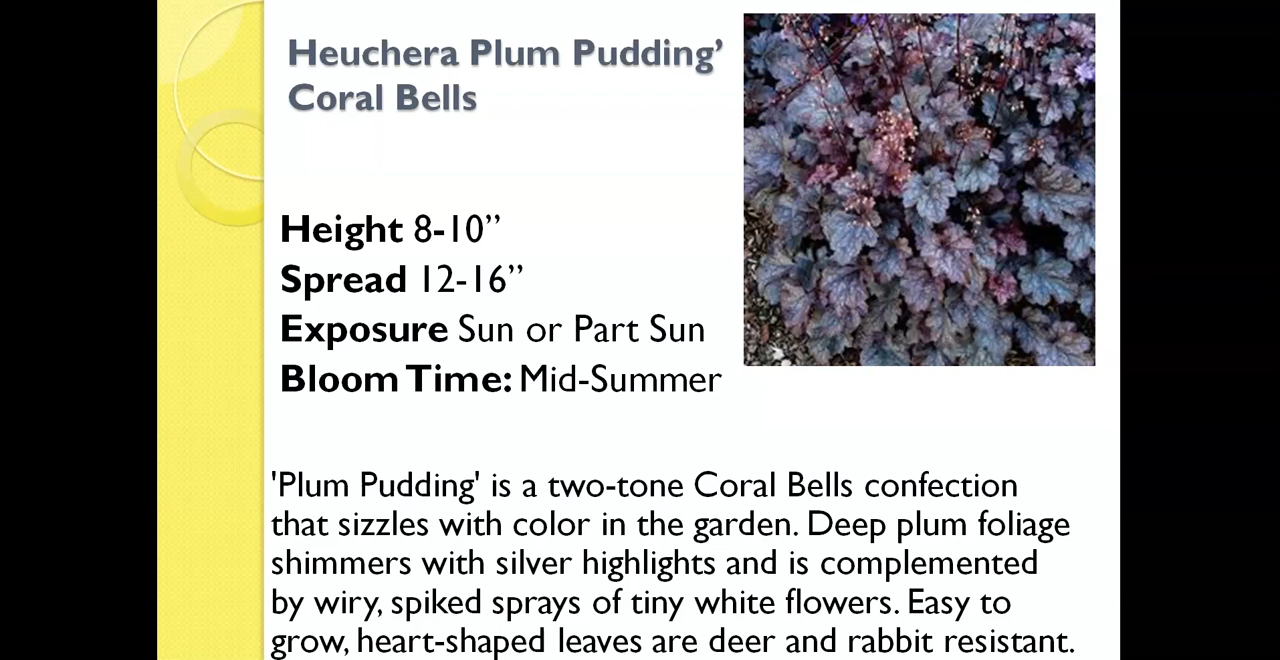 Heuchera Plum Pudding’
Coral Bells
Height 8-10”
Spread 12-16”
Exposure Sun or Part Sun
Bloom Time: Mid-Summer
'Plum Pudding' is a two-tone Coral Bells confection
that sizzles with color in the garden. Deep plum foliage
shimmers with silver highlights and is complemented
by wiry, spiked sprays of tiny white flowers. Easy to
grow, heart-shaped leaves are deer and rabbit resistant.